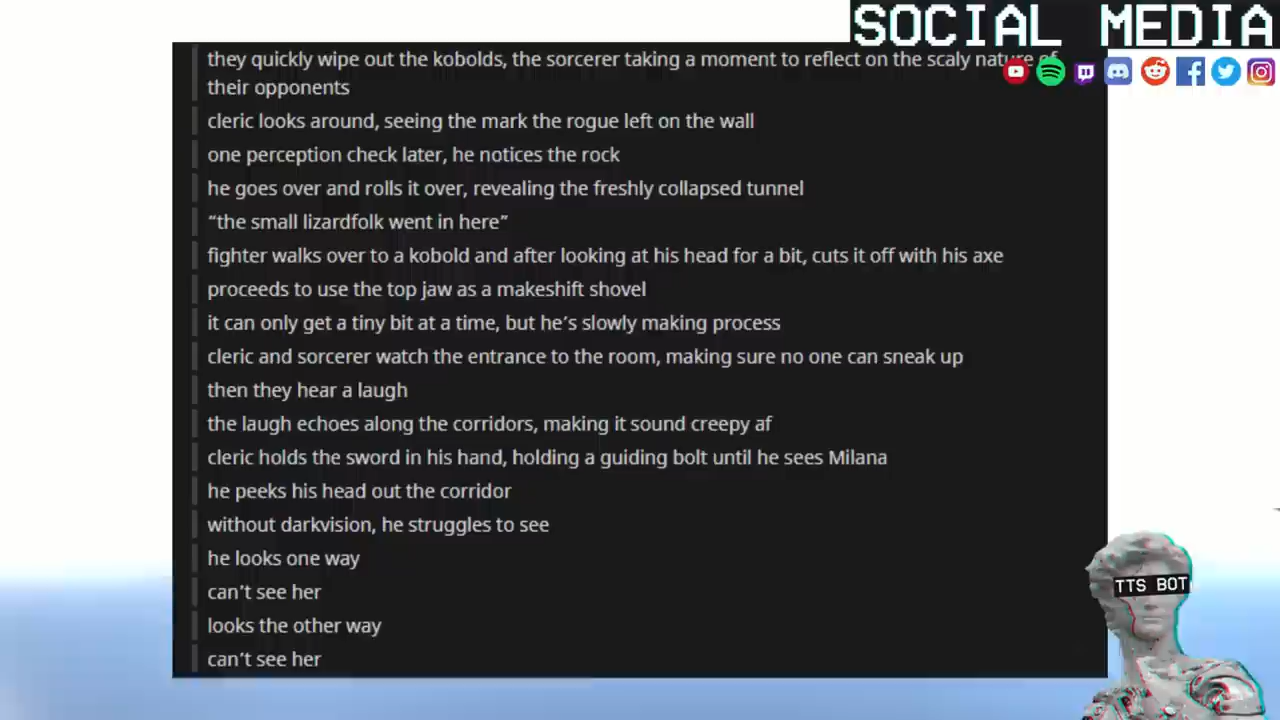 SOCIAL MEDIA
they quickly wipe out the kobolds, the sorcerer taking a moment to reflect on the scaly nature of
their opponents
cleric looks around, seeing the mark the rogue left on the wall
one perception check later, he notices the rock
he goes over and rolls it over, revealing the freshly collapsed tunnel
“the small lizardfolk went in here”
fighter walks over to a kobold and after looking at his head for a bit, cuts it off with his axe
proceeds to use the top jaw as a makeshift shovel
it can only get a tiny bit at a time, but he’s slowly making process
cleric and sorcerer watch the entrance to the room, making sure no one can sneak up
then they hear a laugh
the laugh echoes along the corridors, making it sound creepy af
cleric holds the sword in his hand, holding a guiding bolt until he sees Milana
he peeks his head out the corridor
without darkvision, he struggles to see
he looks one way
can’t see her
looks the other way
can’t see her
TTS BOT